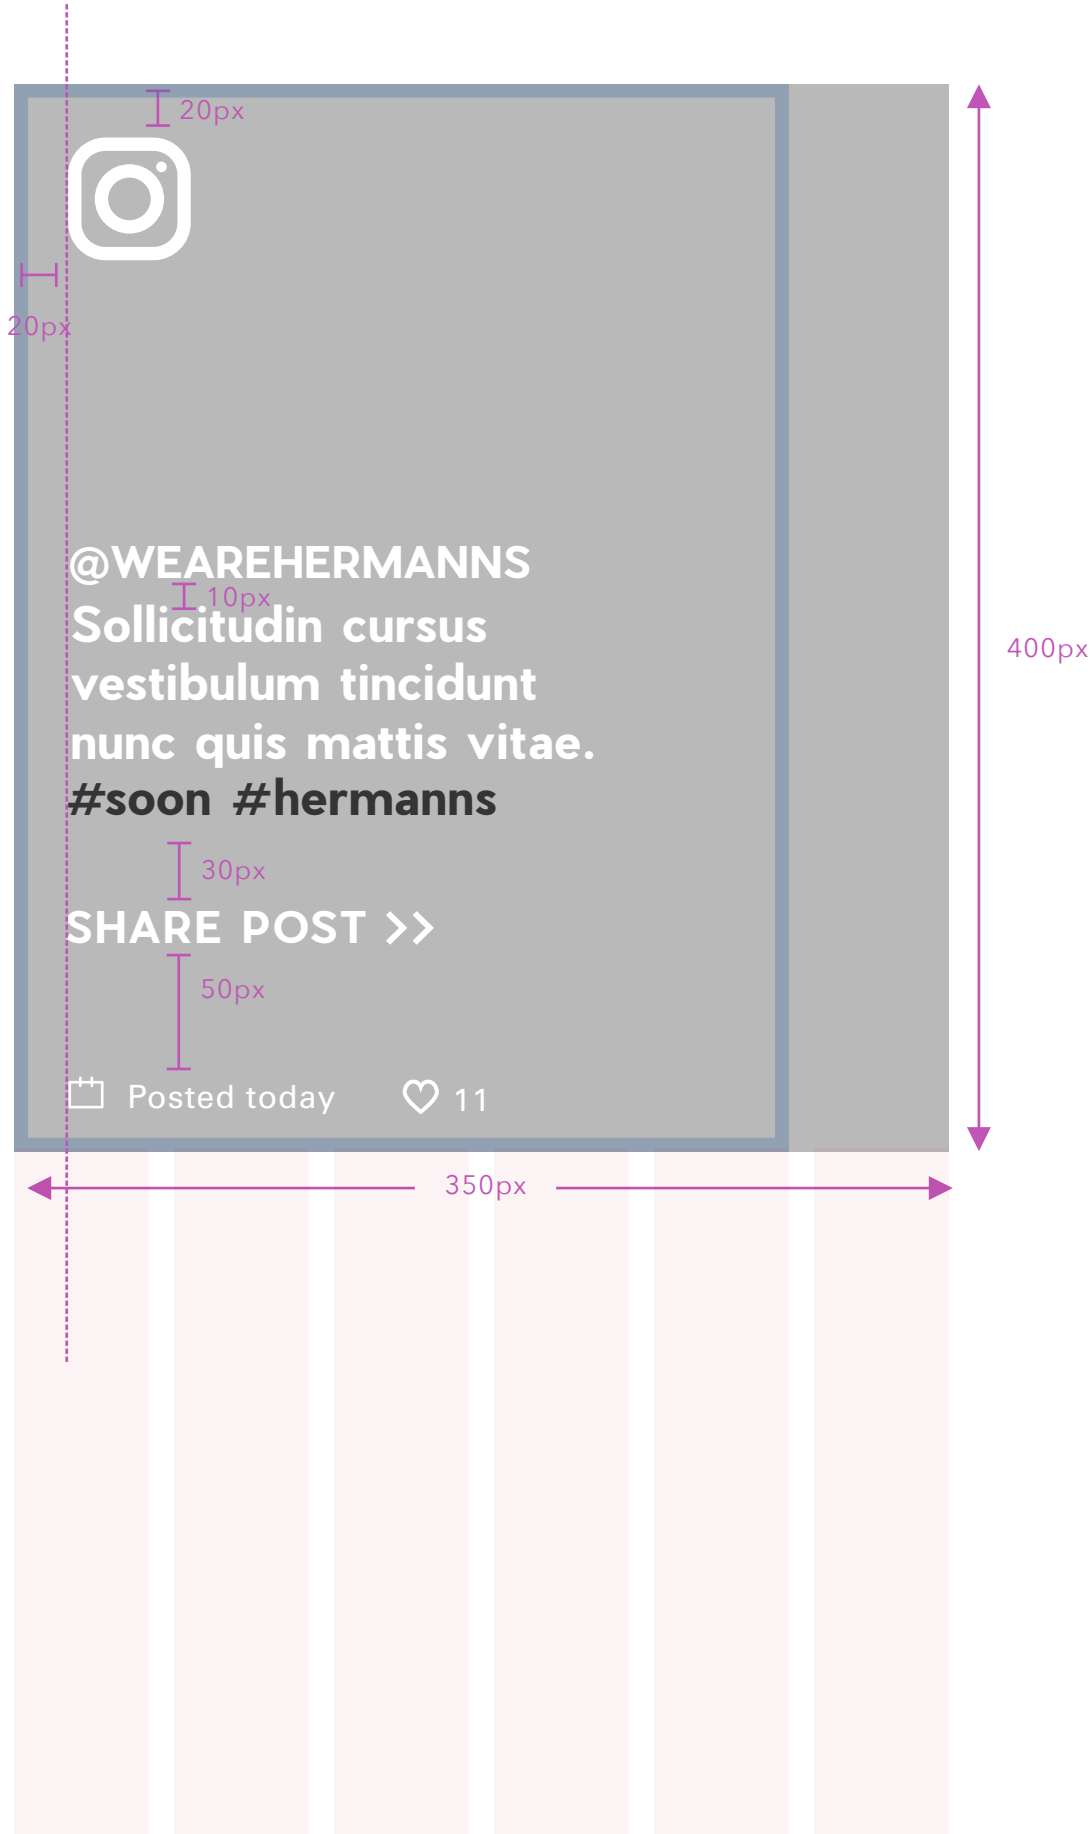 20px
20px
@WEAREHERMANNS
10px
Sollicitudin cursus
vestibulum tincidunt
nunc quis mattis vitae.
#soon #hermanns
400px
30px
SHARE POST >>
50px
Posted today 11
350px